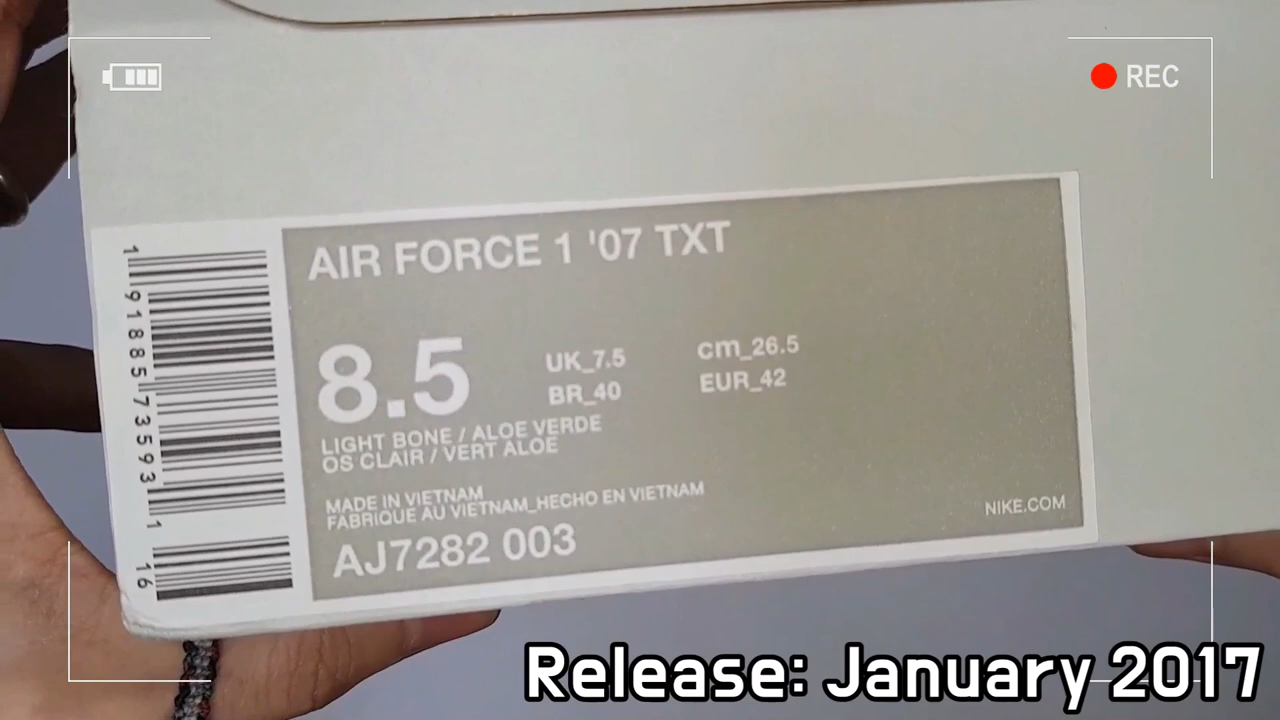 REC
AIR FORCE 1 '07 TXT
8.5
UK_7.5
cm_26.5
BR_40
EUR_42
LIGHT BONE / ALOE VERDE
OS CLAIR / VERT ALOE
MADE IN VIETNAM
FABRIQUE AU VIETNAM_HECHO EN VIETNAM
NIKE.COM
AJ7282 003
1 91885 73593 1 16
Release: January 2017